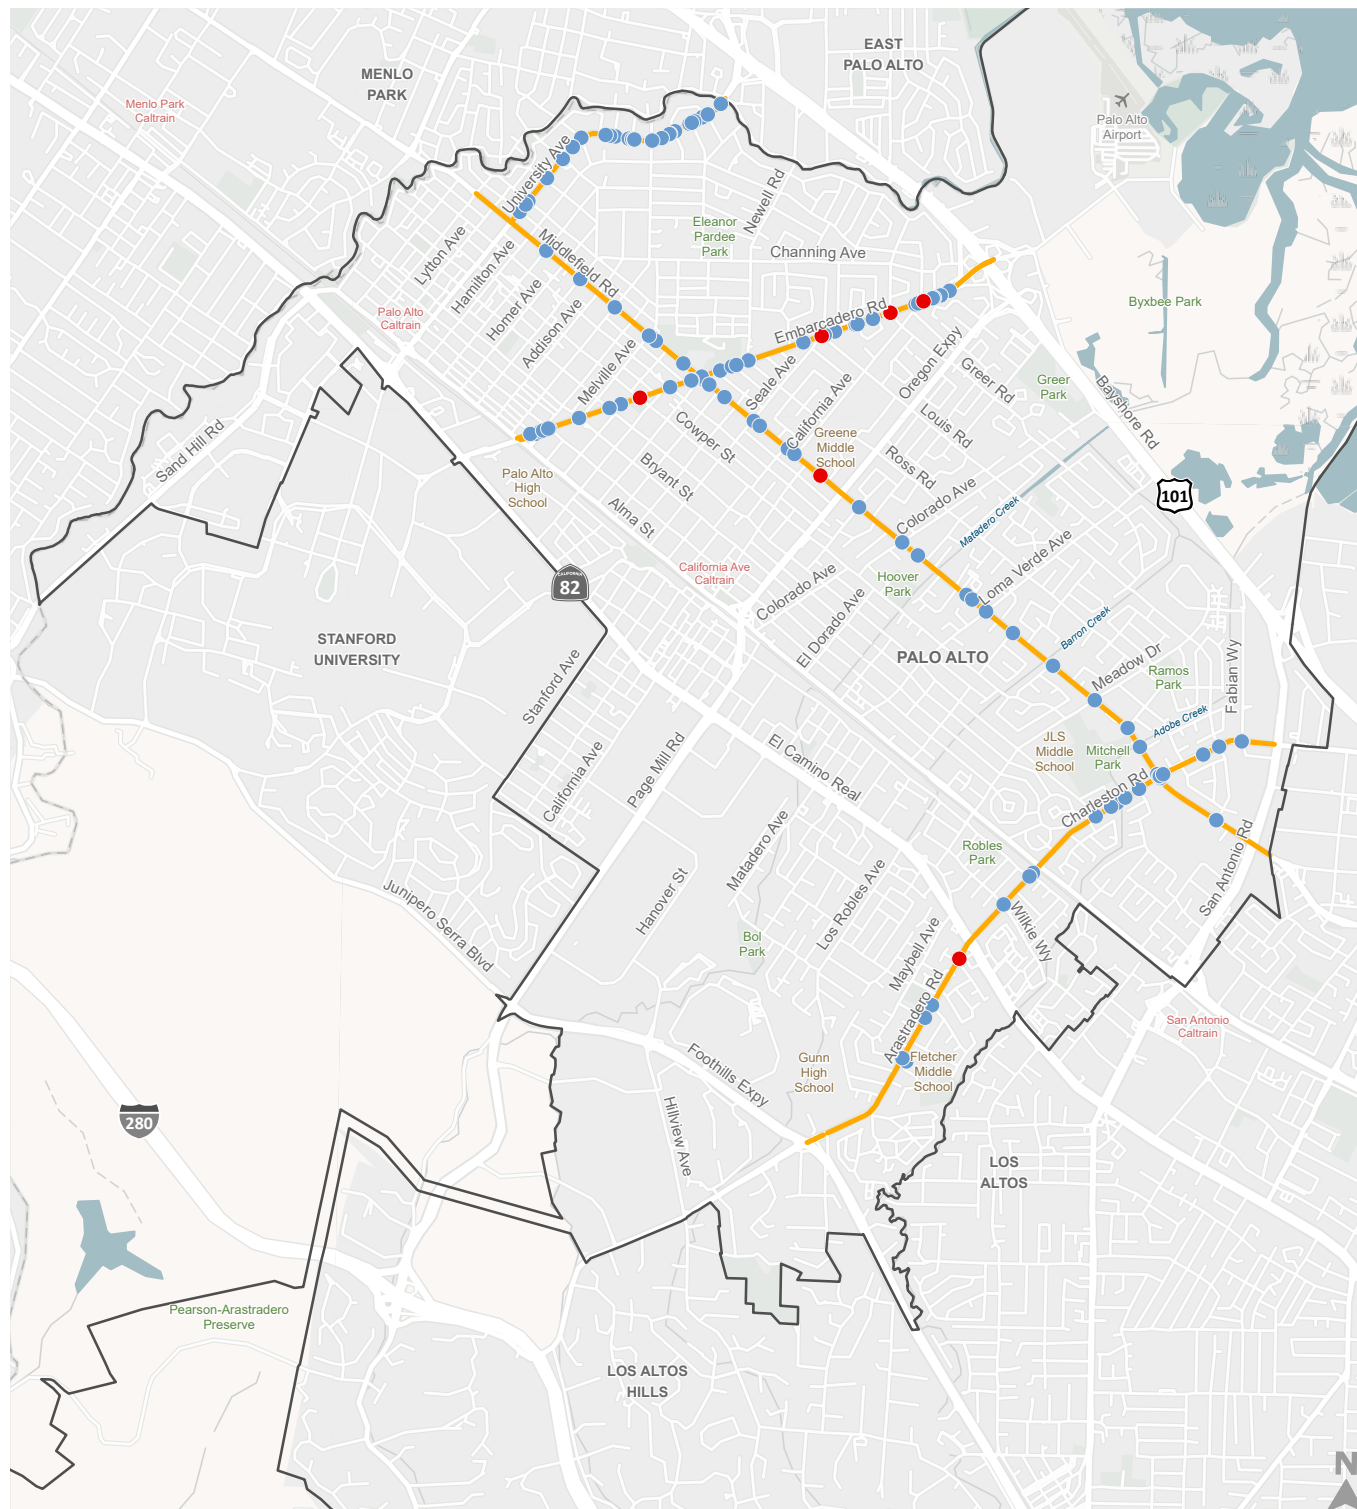 EAST
PALO ALTO
MENLO
PARK
Menlo Park
Caltrain
Palo Alto
Airport
University Ave
Newell Rd
Eleanor
Pardee
Park
Lytton Ave
Hamilton Ave
Middlefield Rd
Channing Ave
Homer Ave
Addison Ave
Palo Alto
Caltrain
Byxbee Park
Embarcadero Rd
Melville Ave
Seale Ave
California Ave
Oregon Expy
Greer Rd
Greer
Park
Bayshore Rd
Louis Rd
Cowper St
Greene
Middle
School
Ross Rd
Sand Hill Rd
Palo Alto
High
School
Bryant St
Alma St
Colorado Ave
Matadero Creek
101
California Ave
Caltrain
CALIFORNIA
82
Colorado Ave
Hoover
Park
Loma Verde Ave
El Dorado Ave
Barron Creek
STANFORD
UNIVERSITY
PALO ALTO
Meadow Dr
Ramos
Park
Fabian Wy
Stanford Ave
Adobe Creek
JLS
Middle
School
Mitchell
Park
El Camino Real
Page Mill Rd
California Ave
Charleston Rd
Matadero Ave
Robles
Park
San Antonio Rd
Los Robles Ave
Hanover St
Junipero Serra Blvd
Bol
Park
Maybell Ave
Wilkie Wy
Arastradero Rd
San Antonio
Caltrain
Foothills Expy
Gunn
High
School
Fletcher
Middle
School
280
Hillview Ave
LOS
ALTOS
Pearson-Arastradero
Preserve
LOS ALTOS
HILLS
N